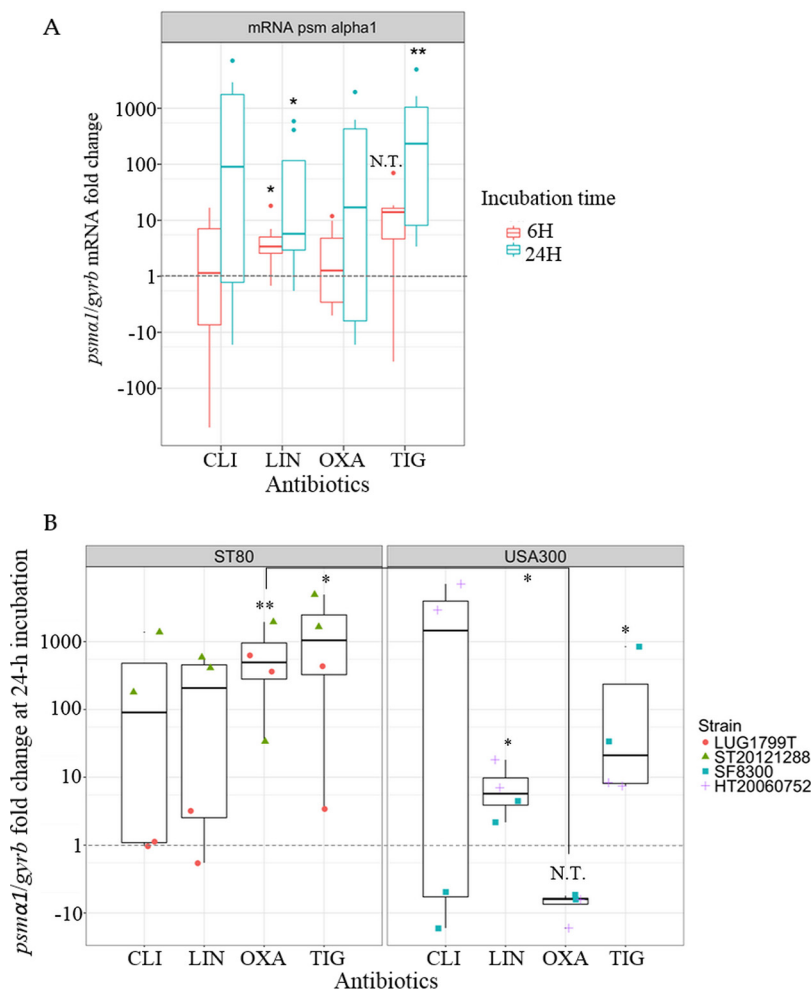 A
mRNA psm alpha1
psmα1/gyrb mRNA fold change
1000
100
10
1
-10
-100
*
*
N.T.
**
CLI LIN OXA TIG
Antibiotics
Incubation time
6H
24H
B
ST80
USA300
psmα1/gyrb fold change at 24-h incubation
1000
100
10
1
-10
**
*
*
*
N.T.
*
CLI LIN OXA TIG
CLI LIN OXA TIG
Antibiotics
Strain
LUG1799T
ST20121288
SF8300
HT20060752